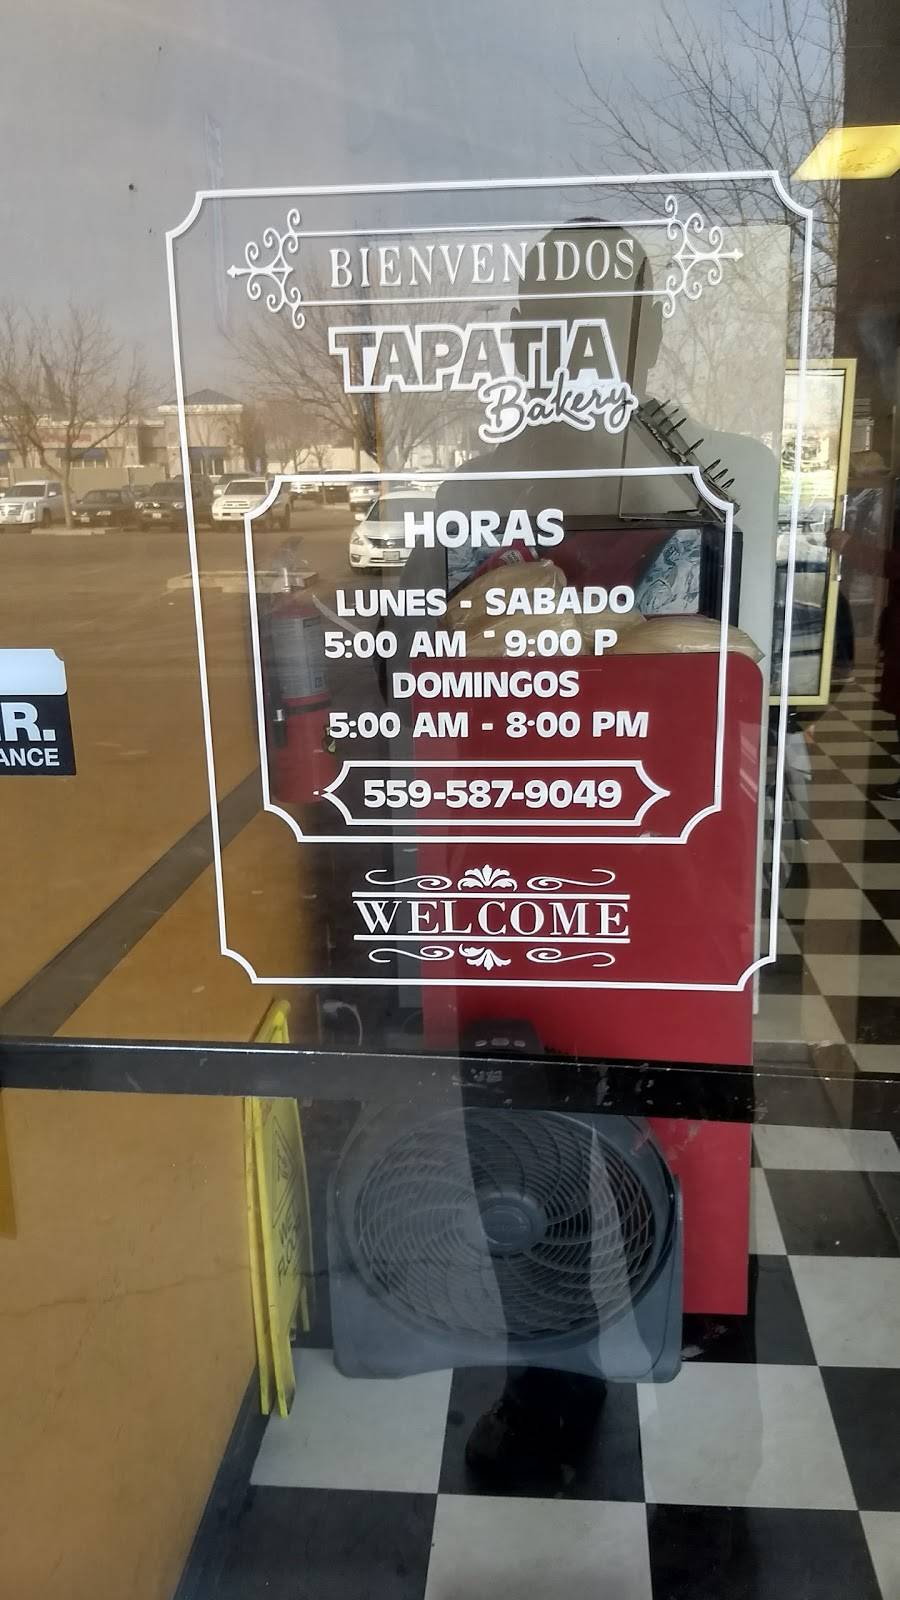 BIENVENIDOS
TAPATIA
Bakery
HORAS
LUNES - SABADO
5:00 AM - 9:00 P
DOMINGOS
5:00 AM - 8:00 PM
559-587-9049
WELCOME
R.
ANCE